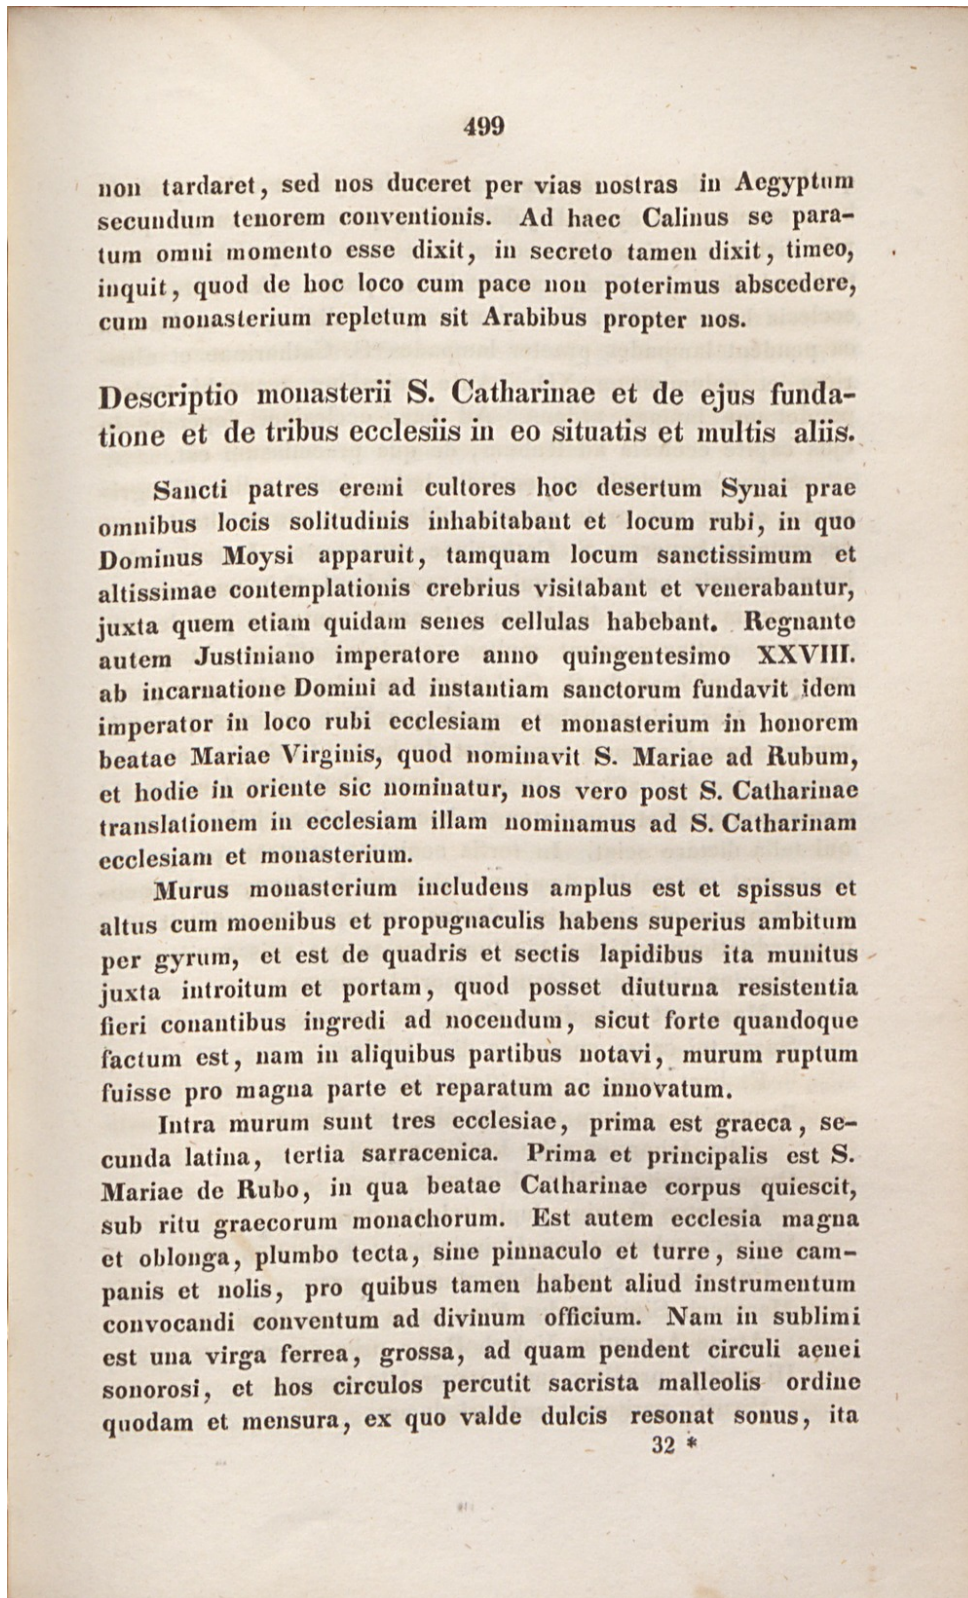 499
non tardaret, sed nos duceret per vias nostras in Aegyptum
secundum tenorem conventionis. Ad haec Calinus se para-
tum omni momento esse dixit, in secreto tamen dixit, timeo,
inquit, quod de hoc loco cum pace non poterimus abscedere,
cum monasterium repletum sit Arabibus propter nos.
Descriptio monasterii S. Catharinae et de ejus funda-
tione et de tribus ecclesiis in eo situatis et multis aliis.
Sancti patres eremi cultores hoc desertum Synai prae
omnibus locis solitudinis inhabitabant et locum rubi, in quo
Dominus Moysi apparuit, tamquam locum sanctissimum et
altissimae contemplationis crebrius visitabant et venerabantur,
juxta quem etiam quidam senes cellulas habebant. Regnante
autem Justiniano imperatore anno quingentesimo XXVIII.
ab incarnatione Domini ad instantiam sanctorum fundavit idem
imperator in loco rubi ecclesiam et monasterium in honorem
beatae Mariae Virginis, quod nominavit S. Mariae ad Rubum,
et hodie in oriente sic nominatur, nos vero post S. Catharinae
translationem in ecclesiam illam nominamus ad S. Catharinam
ecclesiam et monasterium.
Murus monasterium includens amplus est et spissus et
altus cum moenibus et propugnaculis habens superius ambitum
per gyrum, et est de quadris et sectis lapidibus ita munitus
juxta introitum et portam, quod posset diuturna resistentia
fieri conantibus ingredi ad nocendum, sicut forte quandoque
factum est, nam in aliquibus partibus notavi, murum ruptum
fuisse pro magna parte et reparatum ac innovatum.
Intra murum sunt tres ecclesiae, prima est graeca, se-
cunda latina, tertia sarracenica. Prima et principalis est S.
Mariae de Rubo, in qua beatae Catharinae corpus quiescit,
sub ritu graecorum monachorum. Est autem ecclesia magna
et oblonga, plumbo tecta, sine pinnaculo et turre, sine cam-
panis et nolis, pro quibus tamen habent aliud instrumentum
convocandi conventum ad divinum officium. Nam in sublimi
est una virga ferrea, grossa, ad quam pendent circuli aenei
sonorosi, et hos circulos percutit sacrista malleolis ordine
quodam et mensura, ex quo valde dulcis resonat sonus, ita
32 *